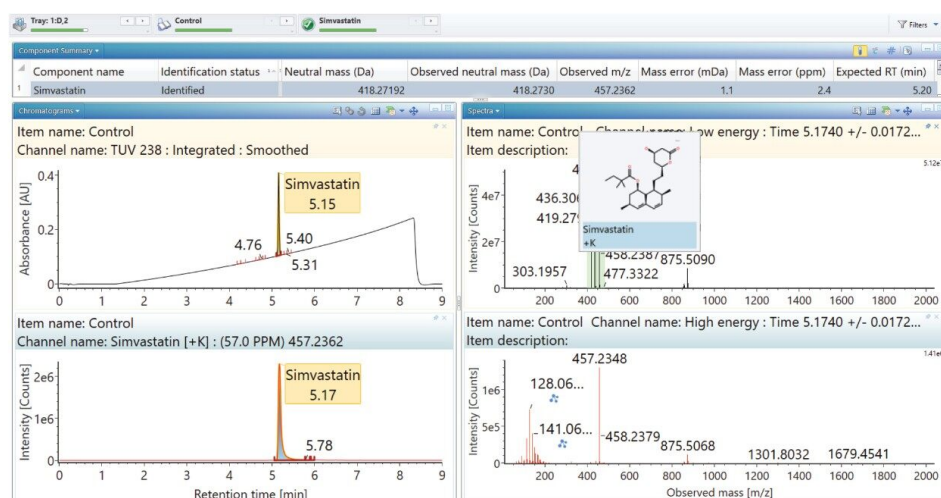 Tray: 1:D,2
Control
Simvastatin
Filters
Component Summary
Component name Identification status Neutral mass (Da) Observed neutral mass (Da) Observed m/z Mass error (mDa) Mass error (ppm) Expected RT (min)
1 Simvastatin Identified 418.27192 418.2730 457.2362 1.1 2.4 5.20
Chromatograms
Item name: Control
Channel name: TUV 238 : Integrated : Smoothed
Absorbance [AU]
0.4
0.2
0
Simvastatin
5.15
4.76
5.40
5.31
0 1 2 3 4 5 6 7 8 9
Item name: Control
Channel name: Simvastatin [+K] : (57.0 PPM) 457.2362
Intensity [Counts]
2e6
1e6
0
Simvastatin
5.17
5.78
0 1 2 3 4 5 6 7 8 9
Retention time [min]
Spectra
Item name: Control Channel name: Low energy : Time 5.1740 +/- 0.0172...
Item description:
5.12e7
Intensity [Counts]
4e7
2e7
0
436.306
419.279
Simvastatin
+K
458.2387
875.5090
303.1957
477.3322
200 400 600 800 1000 1200 1400 1600 1800
Item name: Control Channel name: High energy : Time 5.1740 +/- 0.0172...
Item description:
Intensity [Counts]
1e6
5e5
0
457.2348
128.06...
141.06...
458.2379
875.5068
1301.8032
1679.4541
200 400 600 800 1000 1200 1400 1600 1800
Observed mass [m/z]